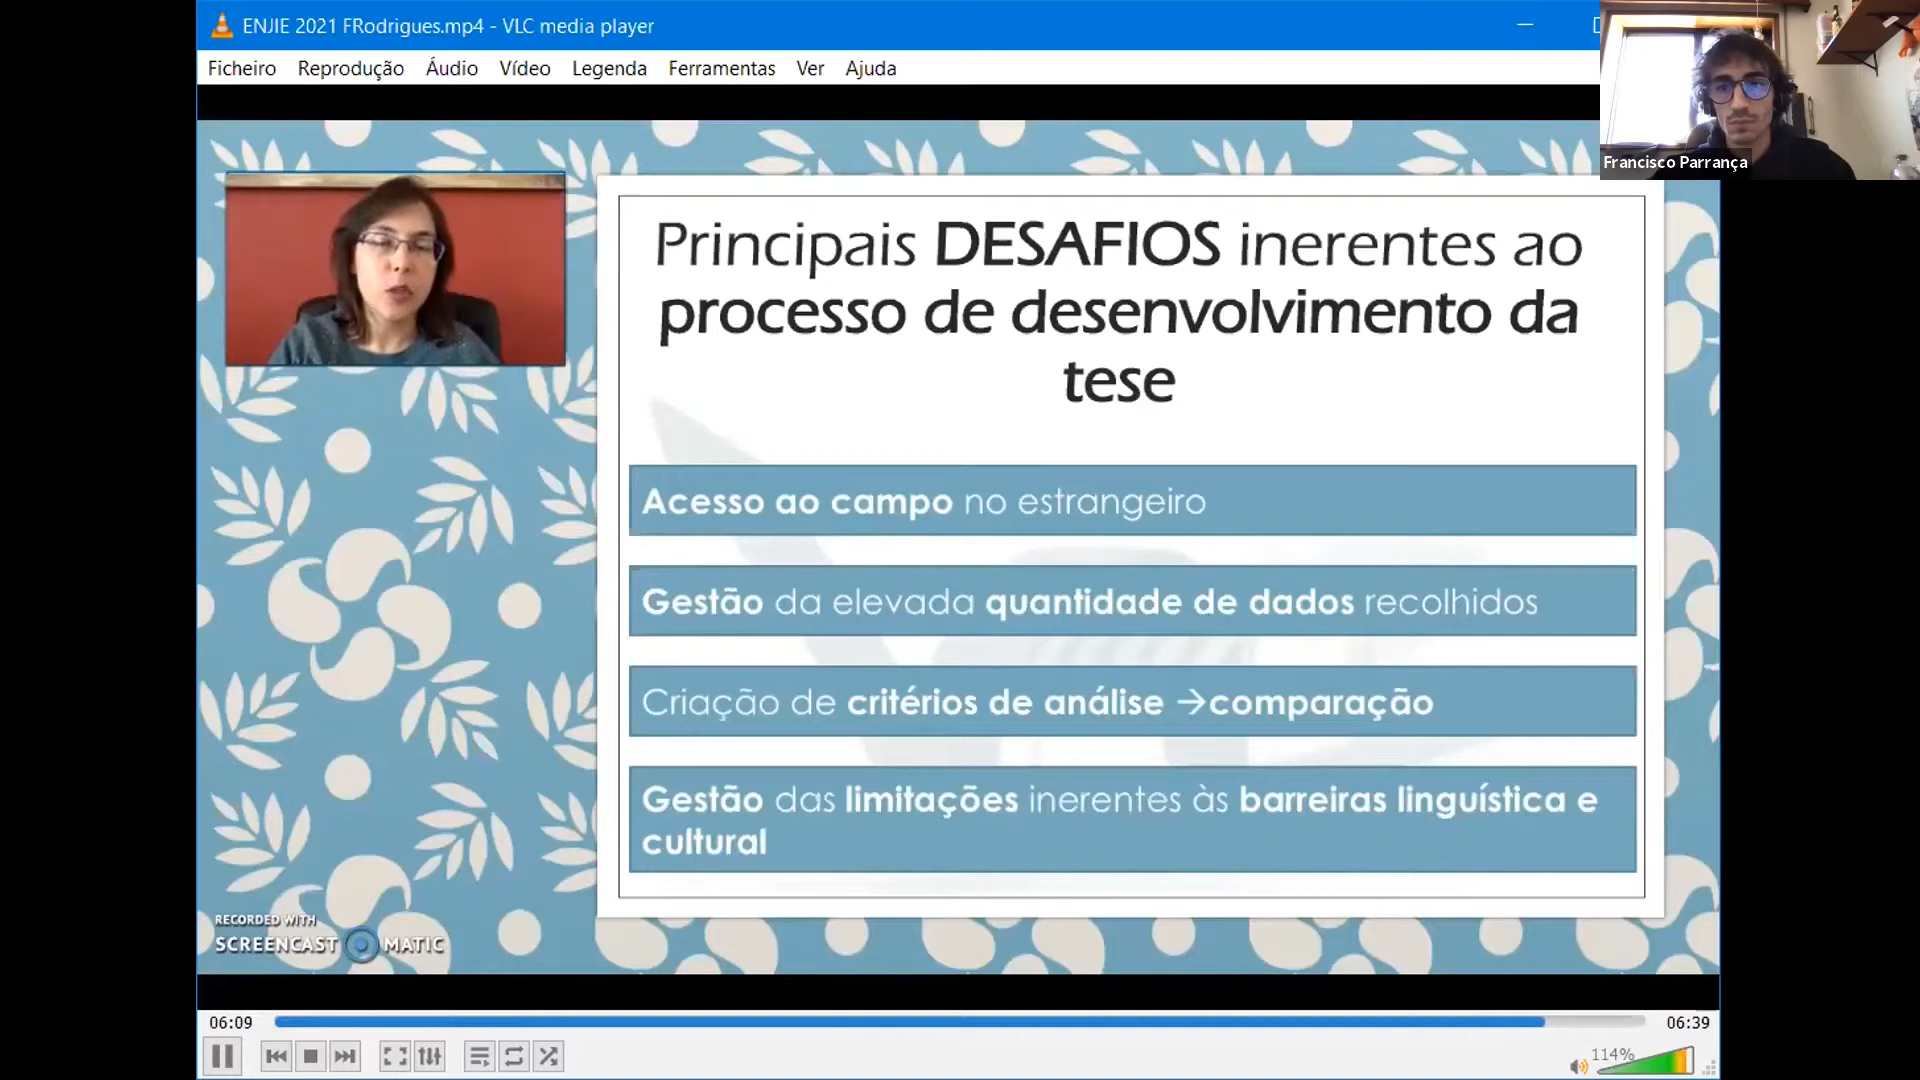 ENJIE 2021 FRodrigues.mp4 - VLC media player
Ficheiro Reprodução Áudio Vídeo Legenda Ferramentas Ver Ajuda
Francisco Parrança
Principais DESAFIOS inerentes ao
processo de desenvolvimento da
tese
Acesso ao campo no estrangeiro
Gestão da elevada quantidade de dados recolhidos
Criação de critérios de análise →comparação
Gestão das limitações inerentes às barreiras linguística e
cultural
RECORDED WITH
SCREENCAST MATIC
06:09
06:39
114%